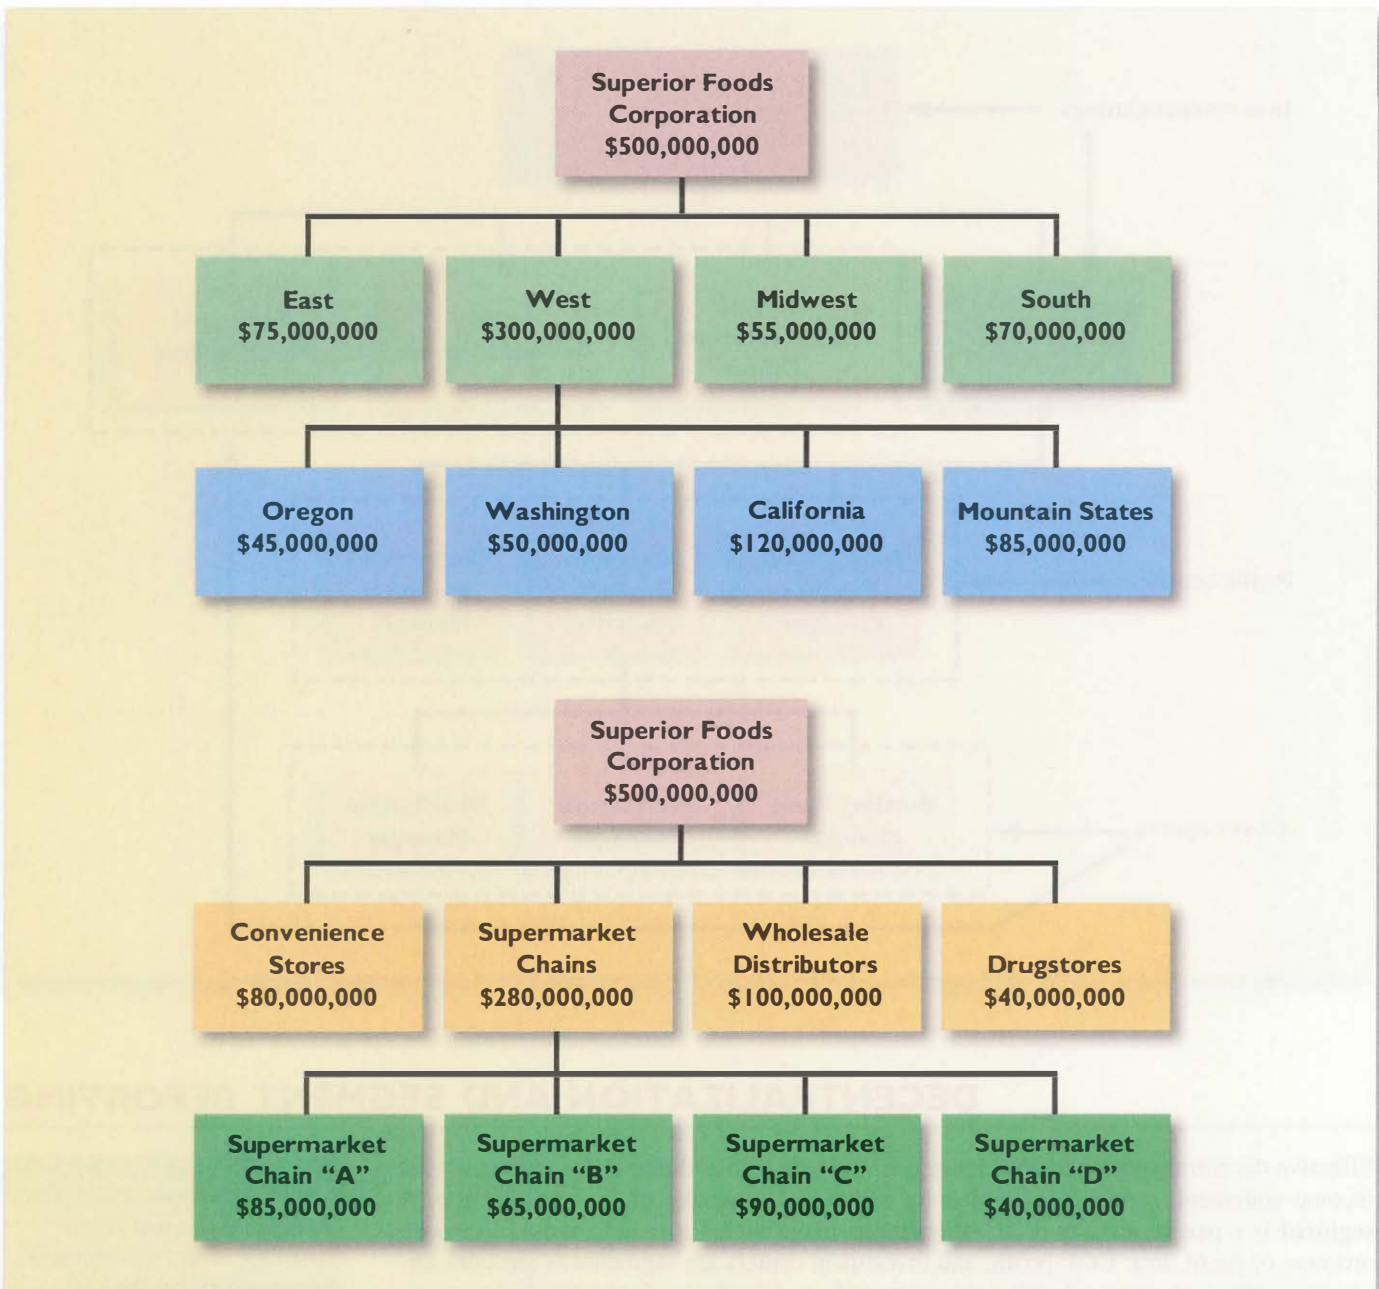 Superior Foods
Corporation
$500,000,000
East
$75,000,000
West
$300,000,000
Midwest
$55,000,000
South
$70,000,000
Oregon
$45,000,000
Washington
$50,000,000
California
$120,000,000
Mountain States
$85,000,000
Superior Foods
Corporation
$500,000,000
Convenience
Stores
$80,000,000
Supermarket
Chains
$280,000,000
Wholesale
Distributors
$100,000,000
Drugstores
$40,000,000
Supermarket
Chain “A”
$85,000,000
Supermarket
Chain “B”
$65,000,000
Supermarket
Chain “C”
$90,000,000
Supermarket
Chain “D”
$40,000,000